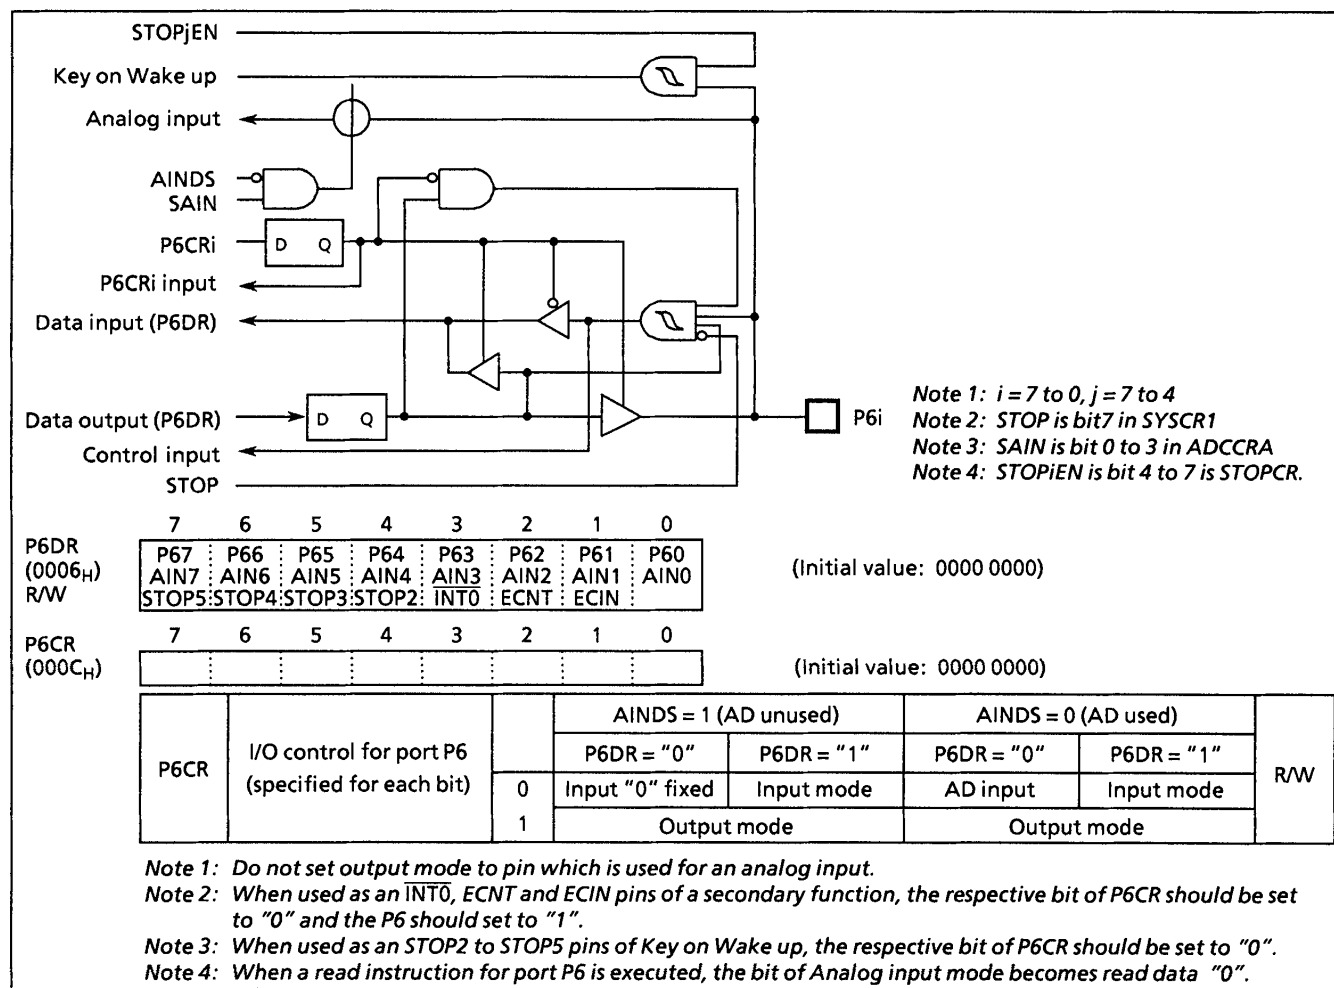 STOPjEN
Key on Wake up
Analog input
AINDS
SAIN
P6CRi
D Q
P6CRi input
Data input (P6DR)
Data output (P6DR)
D Q
P6i
Control input
STOP
Note 1: i = 7 to 0, j = 7 to 4
Note 2: STOP is bit7 in SYSCR1
Note 3: SAIN is bit 0 to 3 in ADCCRA
Note 4: STOPjEN is bit 4 to 7 is STOPCR.
7 6 5 4 3 2 1 0
P6DR
(0006H)
R/W
P67 P66 P65 P64 P63 P62 P61 P60
AIN7 AIN6 AIN5 AIN4 AIN3 AIN2 AIN1 AIN0
STOP5 STOP4 STOP3 STOP2 INT0 ECNT ECIN
(Initial value: 0000 0000)
7 6 5 4 3 2 1 0
P6CR
(000CH)
(Initial value: 0000 0000)
P6CR
I/O control for port P6
(specified for each bit)
AINDS = 1 (AD unused) AINDS = 0 (AD used)
P6DR = "0" P6DR = "1" P6DR = "0" P6DR = "1"
0 Input "0" fixed Input mode AD input Input mode
1 Output mode Output mode
R/W
Note 1: Do not set output mode to pin which is used for an analog input.
Note 2: When used as an INT0, ECNT and ECIN pins of a secondary function, the respective bit of P6CR should be set
to "0" and the P6 should set to "1".
Note 3: When used as an STOP2 to STOP5 pins of Key on Wake up, the respective bit of P6CR should be set to "0".
Note 4: When a read instruction for port P6 is executed, the bit of Analog input mode becomes read data "0".